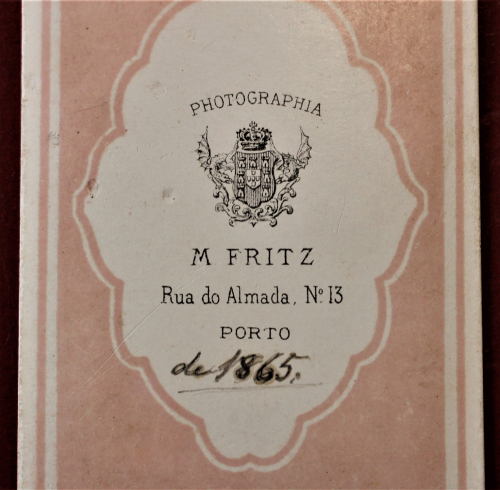 PHOTOGRAPHIA
M FRITZ
Rua do Almada, Nº 13
PORTO
de 1865.